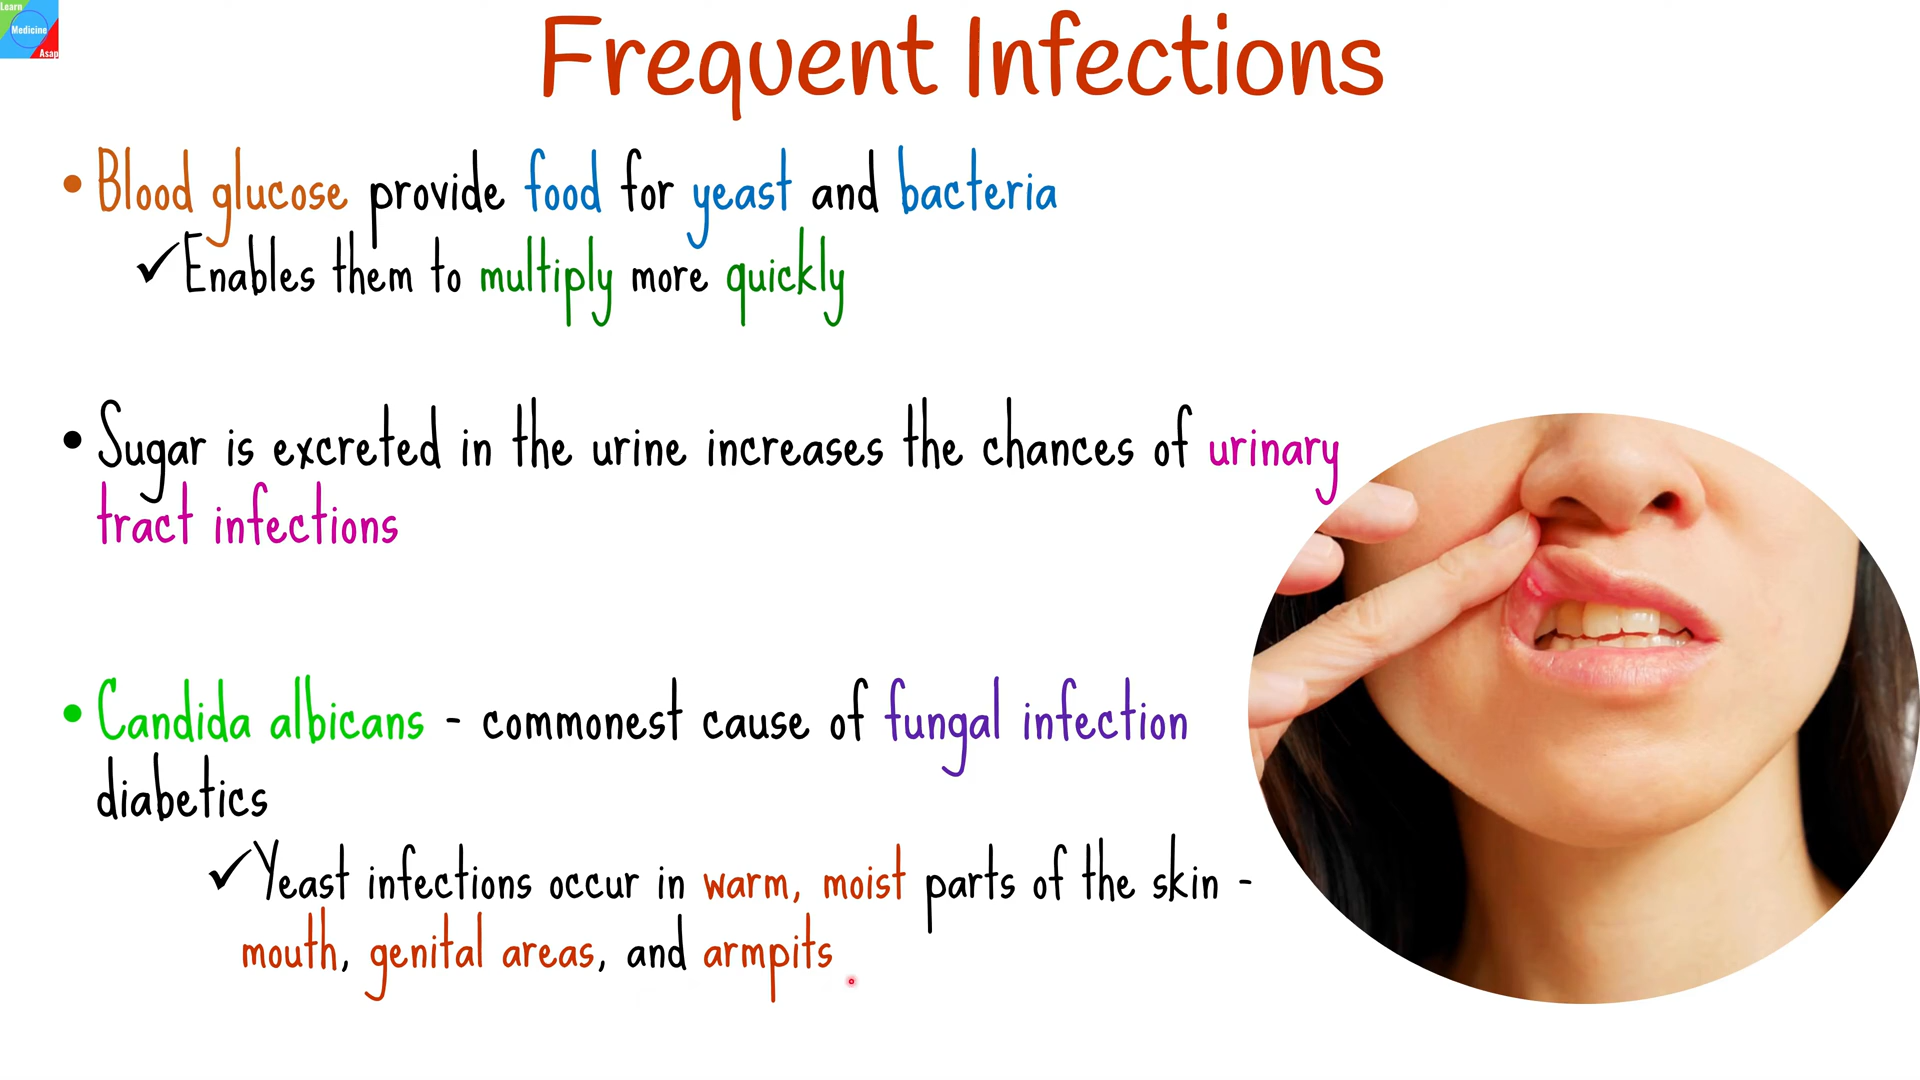 Learn
Medicine
Asap
Frequent Infections
• Blood glucose provide food for yeast and bacteria
✓ Enables them to multiply more quickly
• Sugar is excreted in the urine increases the chances of urinary
tract infections
• Candida albicans - commonest cause of fungal infection
diabetics
✓ Yeast infections occur in warm, moist parts of the skin -
mouth, genital areas, and armpits